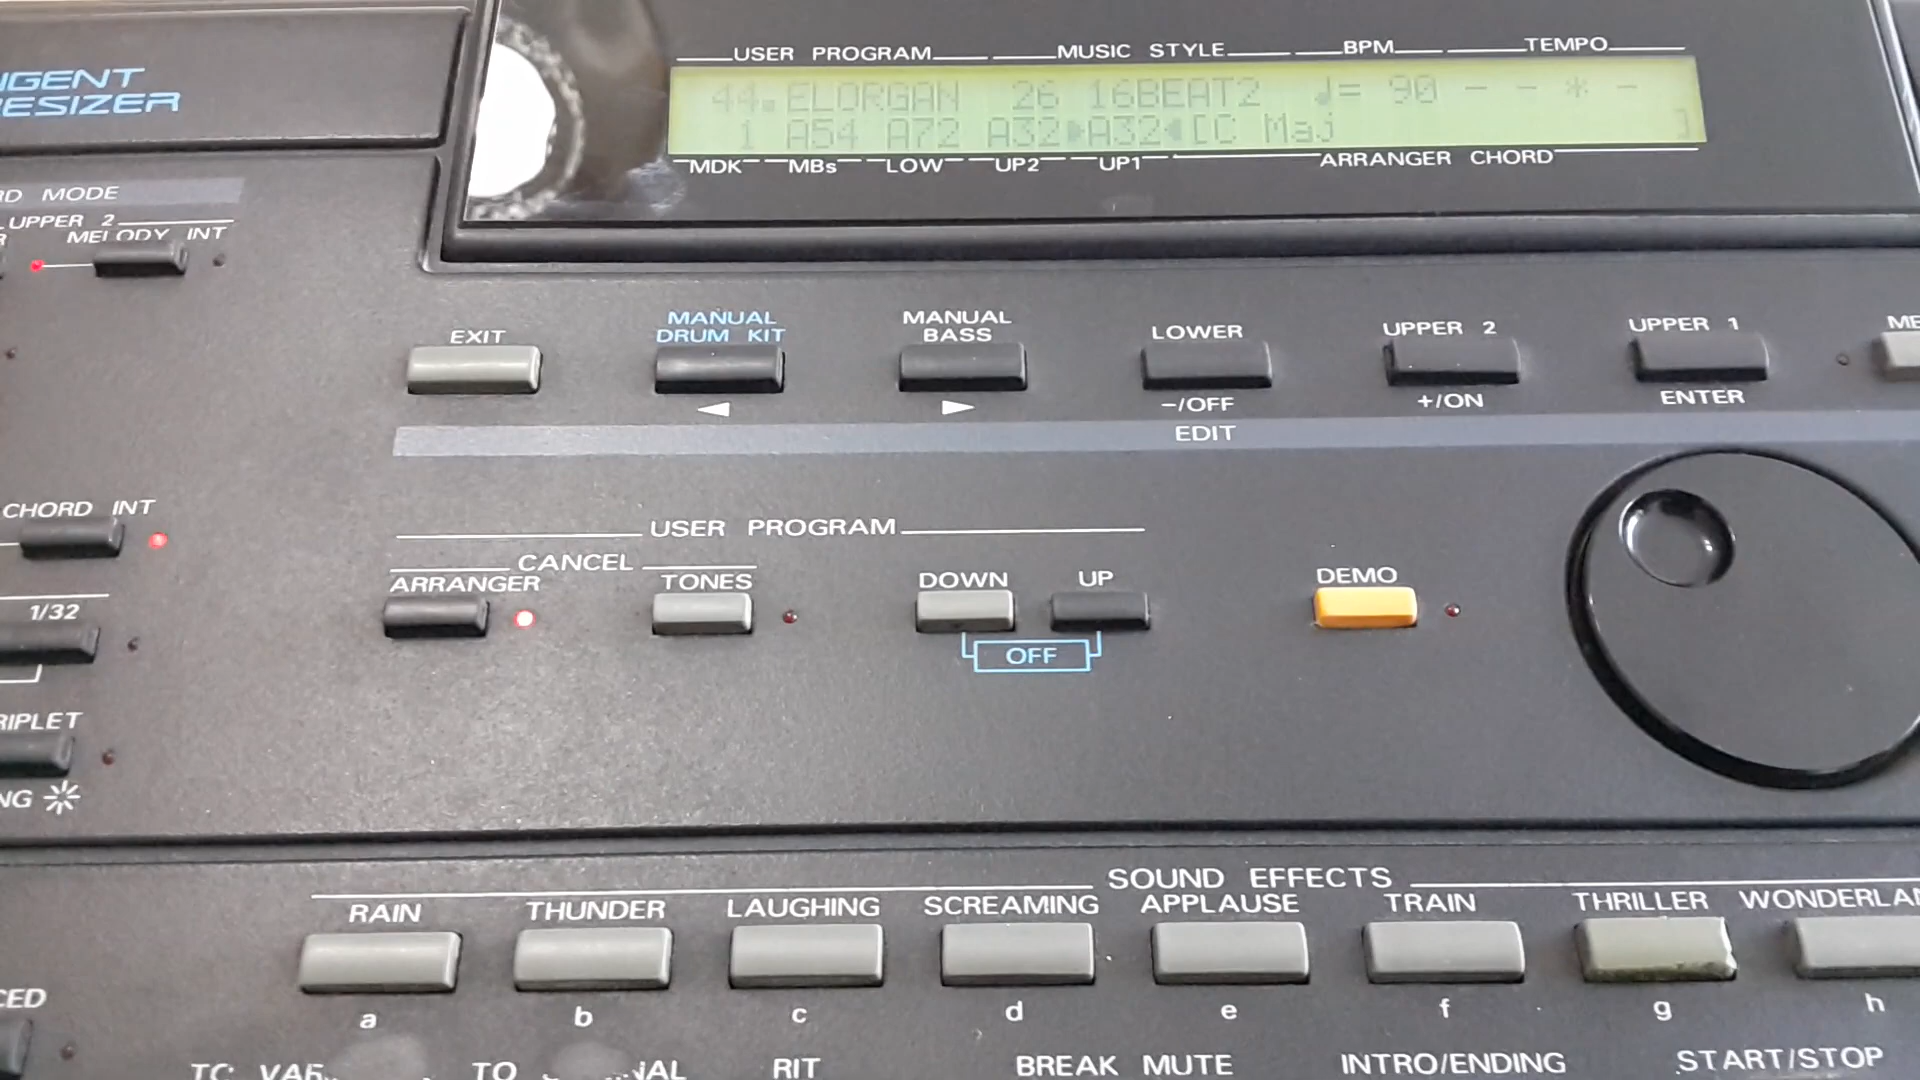 USER PROGRAM MUSIC STYLE BPM TEMPO
44. ELORGAN 26 16BEAT2 ♩= 90 - - * -
1 A54 A72 A32▶A32◀[C Maj ]
MDK MBs LOW UP2 UP1 ARRANGER CHORD
MODE
UPPER 2
MELODY INT
EXIT
MANUAL DRUM KIT
MANUAL BASS
LOWER
UPPER 2
UPPER 1
◀ ▶ –/OFF +/ON ENTER
EDIT
CHORD INT
USER PROGRAM
CANCEL
ARRANGER TONES DOWN UP DEMO
OFF
1/32
SOUND EFFECTS
RAIN THUNDER LAUGHING SCREAMING APPLAUSE TRAIN THRILLER
a b c d e f g h
TO RIT BREAK MUTE INTRO/ENDING START/STOP